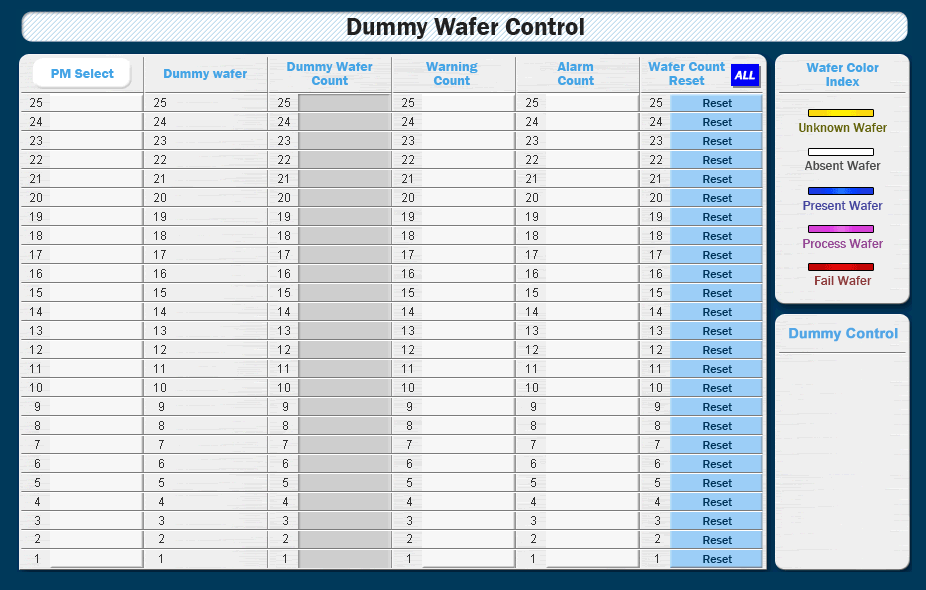 Dummy Wafer Control
PM Select Dummy wafer Dummy Wafer Count Warning Count Alarm Count Wafer Count Reset ALL
25 25 25 25 25 25 Reset
24 24 24 24 24 24 Reset
23 23 23 23 23 23 Reset
22 22 22 22 22 22 Reset
21 21 21 21 21 21 Reset
20 20 20 20 20 20 Reset
19 19 19 19 19 19 Reset
18 18 18 18 18 18 Reset
17 17 17 17 17 17 Reset
16 16 16 16 16 16 Reset
15 15 15 15 15 15 Reset
14 14 14 14 14 14 Reset
13 13 13 13 13 13 Reset
12 12 12 12 12 12 Reset
11 11 11 11 11 11 Reset
10 10 10 10 10 10 Reset
9 9 9 9 9 9 Reset
8 8 8 8 8 8 Reset
7 7 7 7 7 7 Reset
6 6 6 6 6 6 Reset
5 5 5 5 5 5 Reset
4 4 4 4 4 4 Reset
3 3 3 3 3 3 Reset
2 2 2 2 2 2 Reset
1 1 1 1 1 1 Reset
Wafer Color
Index
Unknown Wafer
Absent Wafer
Present Wafer
Process Wafer
Fail Wafer
Dummy Control